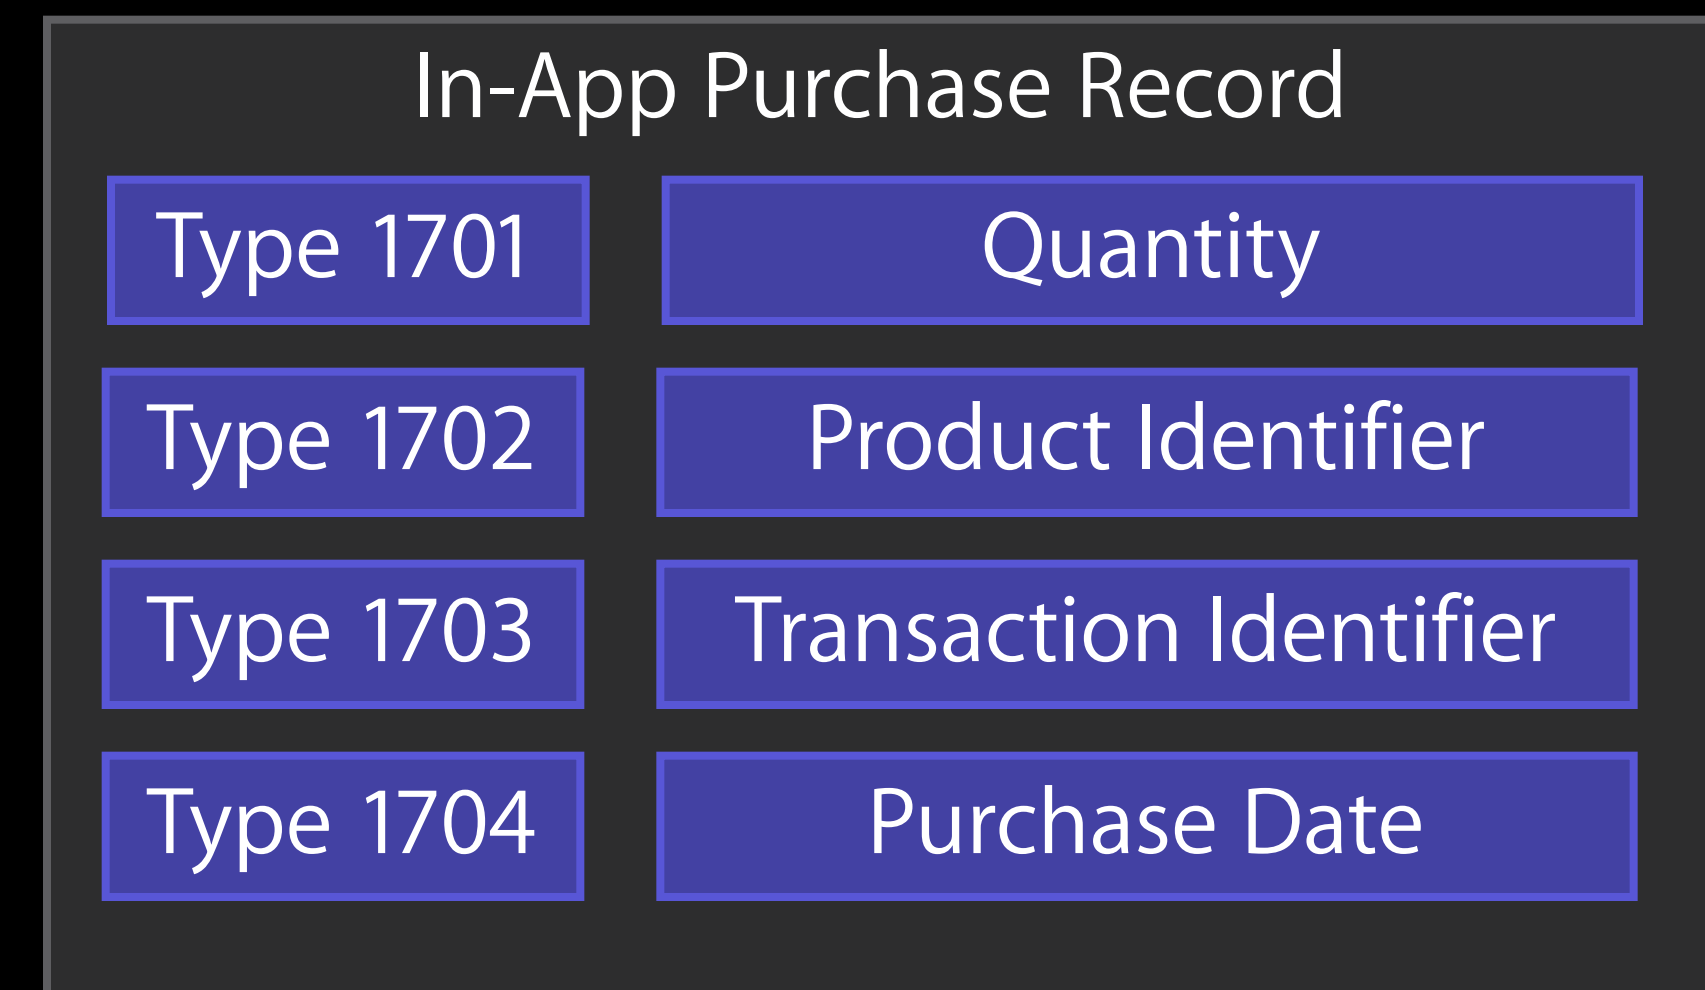 In-App Purchase Record
Type 1701 Quantity
Type 1702 Product Identifier
Type 1703 Transaction Identifier
Type 1704 Purchase Date